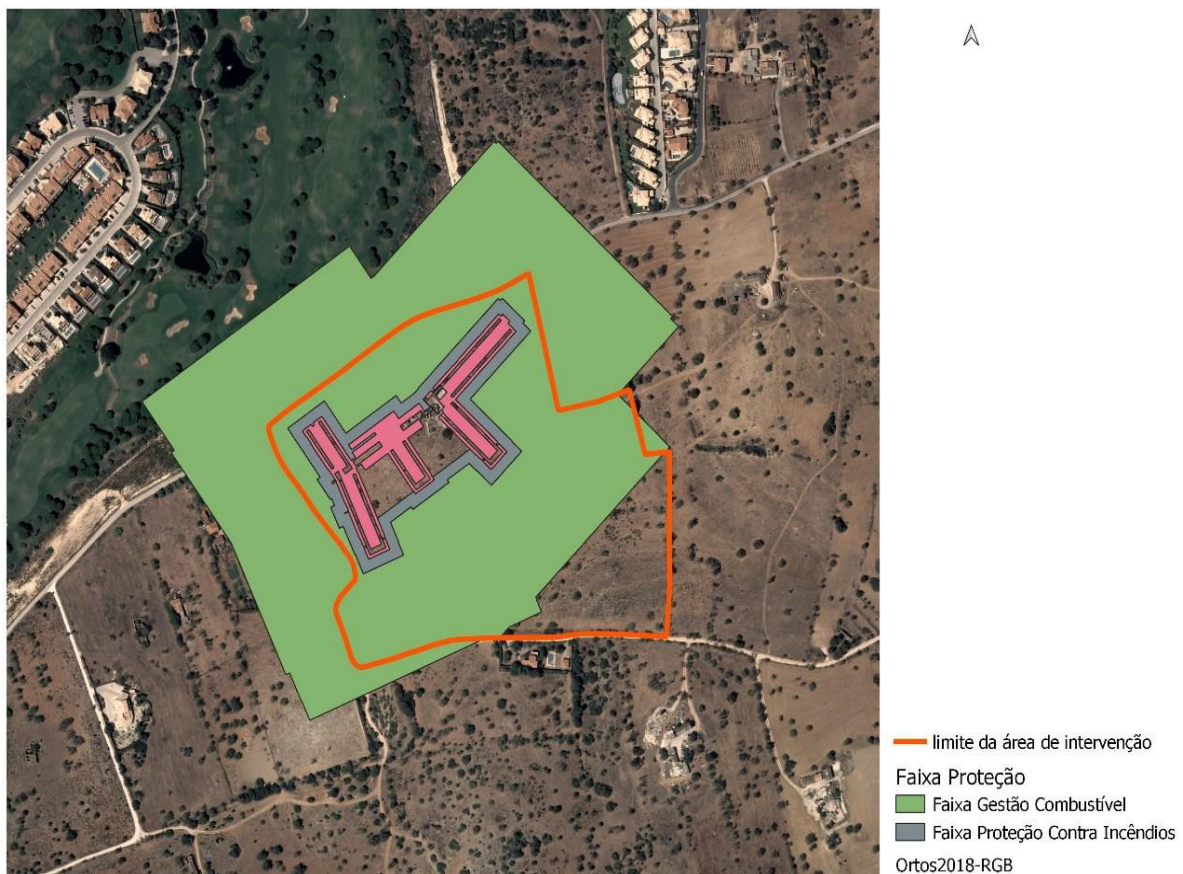 limite da área de intervenção
Faixa Proteção
Faixa Gestão Combustível
Faixa Proteção Contra Incêndios
Ortos2018-RGB